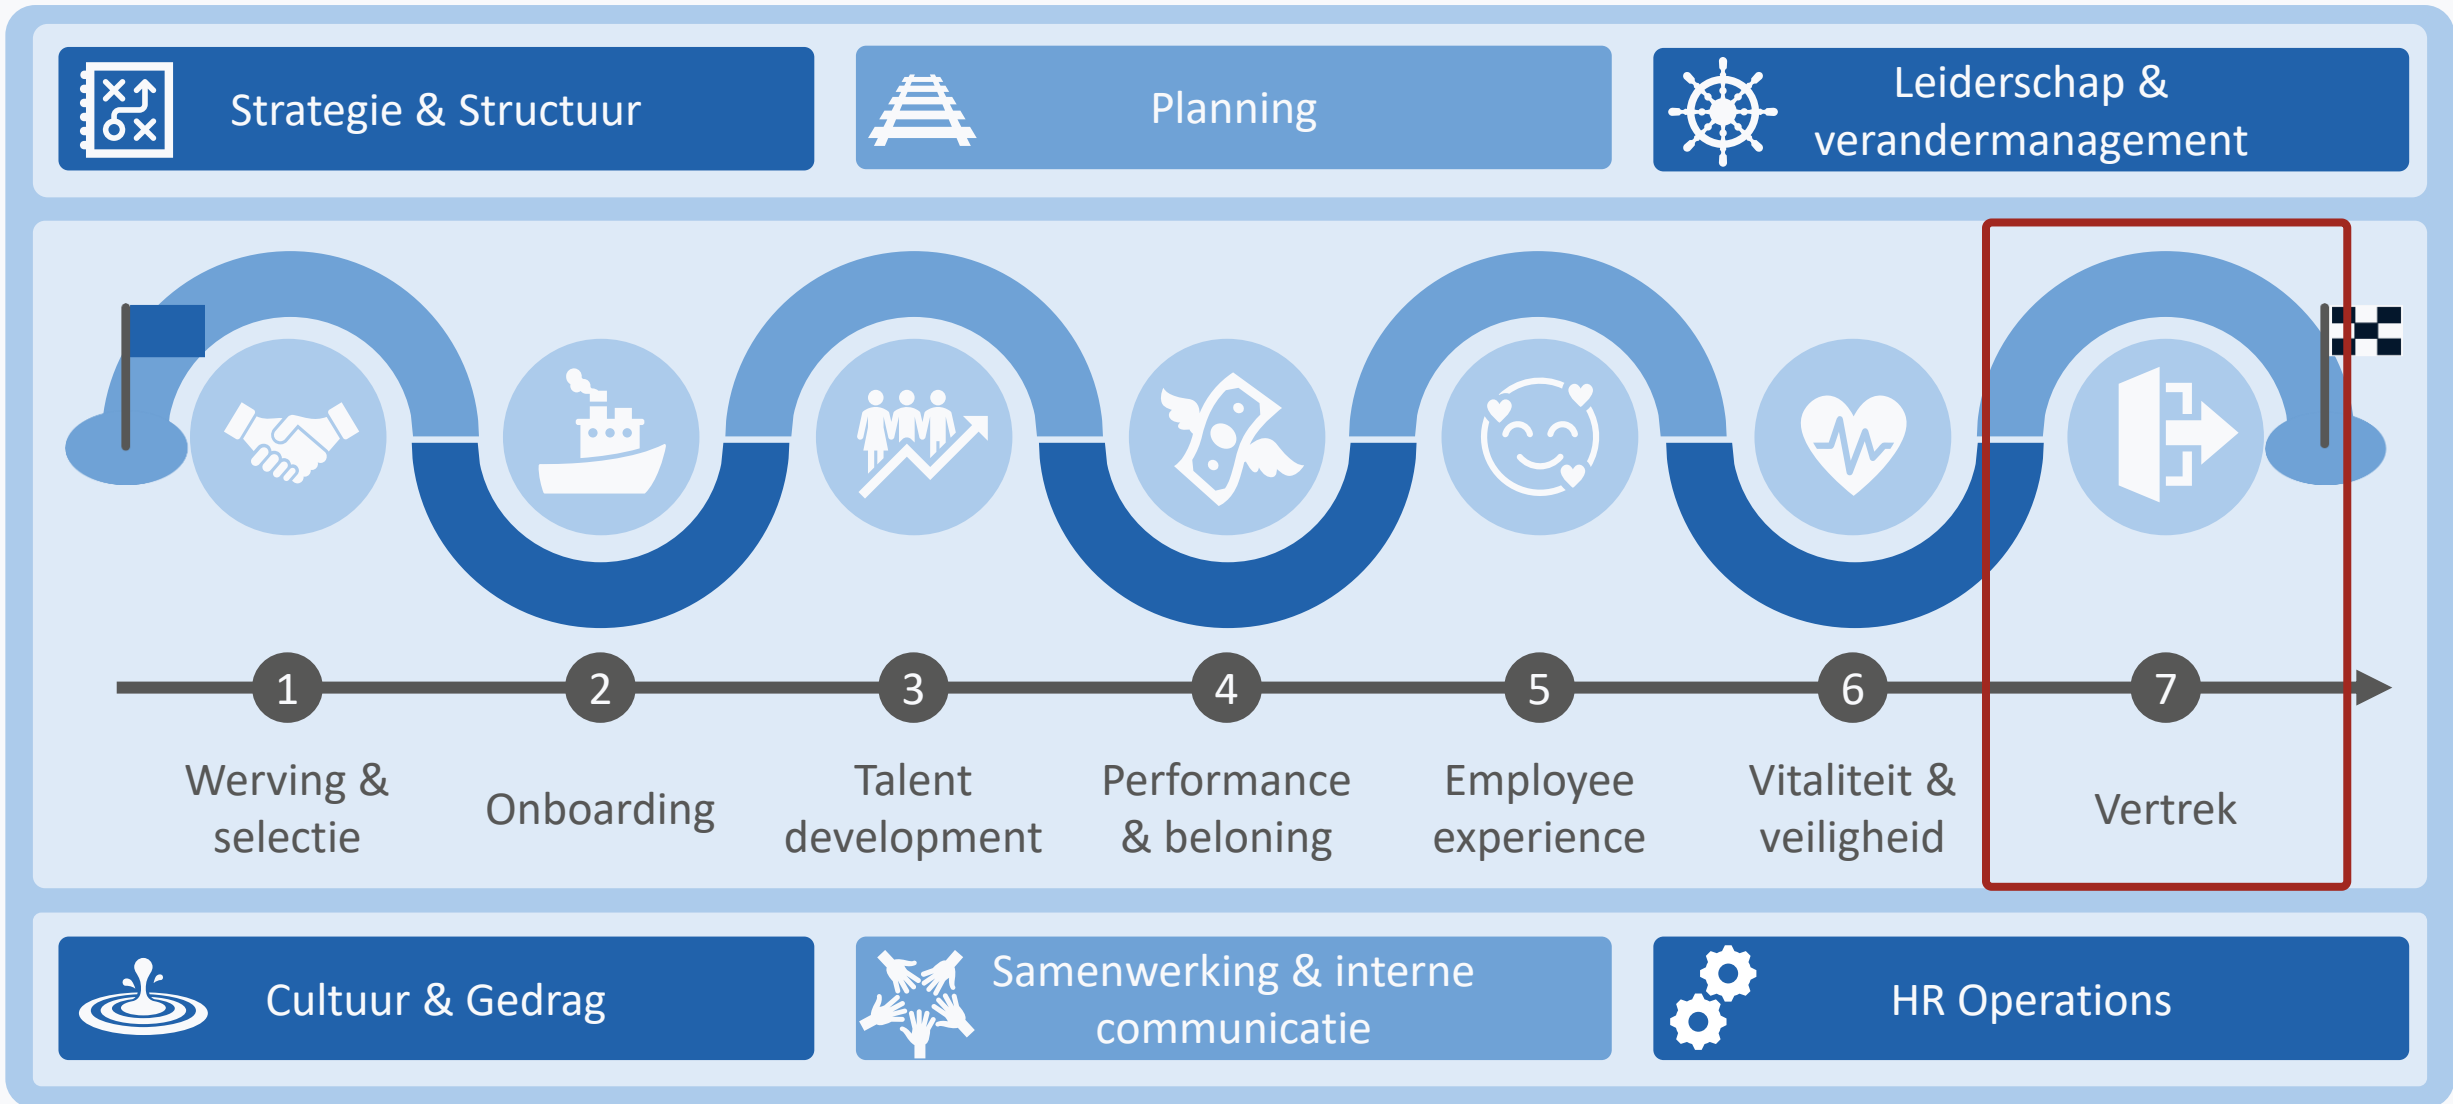 Strategie & Structuur
Planning
Leiderschap &
verandermanagement
1
2
3
4
5
6
7
Werving &
selectie
Onboarding
Talent
development
Performance
& beloning
Employee
experience
Vitaliteit &
veiligheid
Vertrek
Cultuur & Gedrag
Samenwerking & interne
communicatie
HR Operations